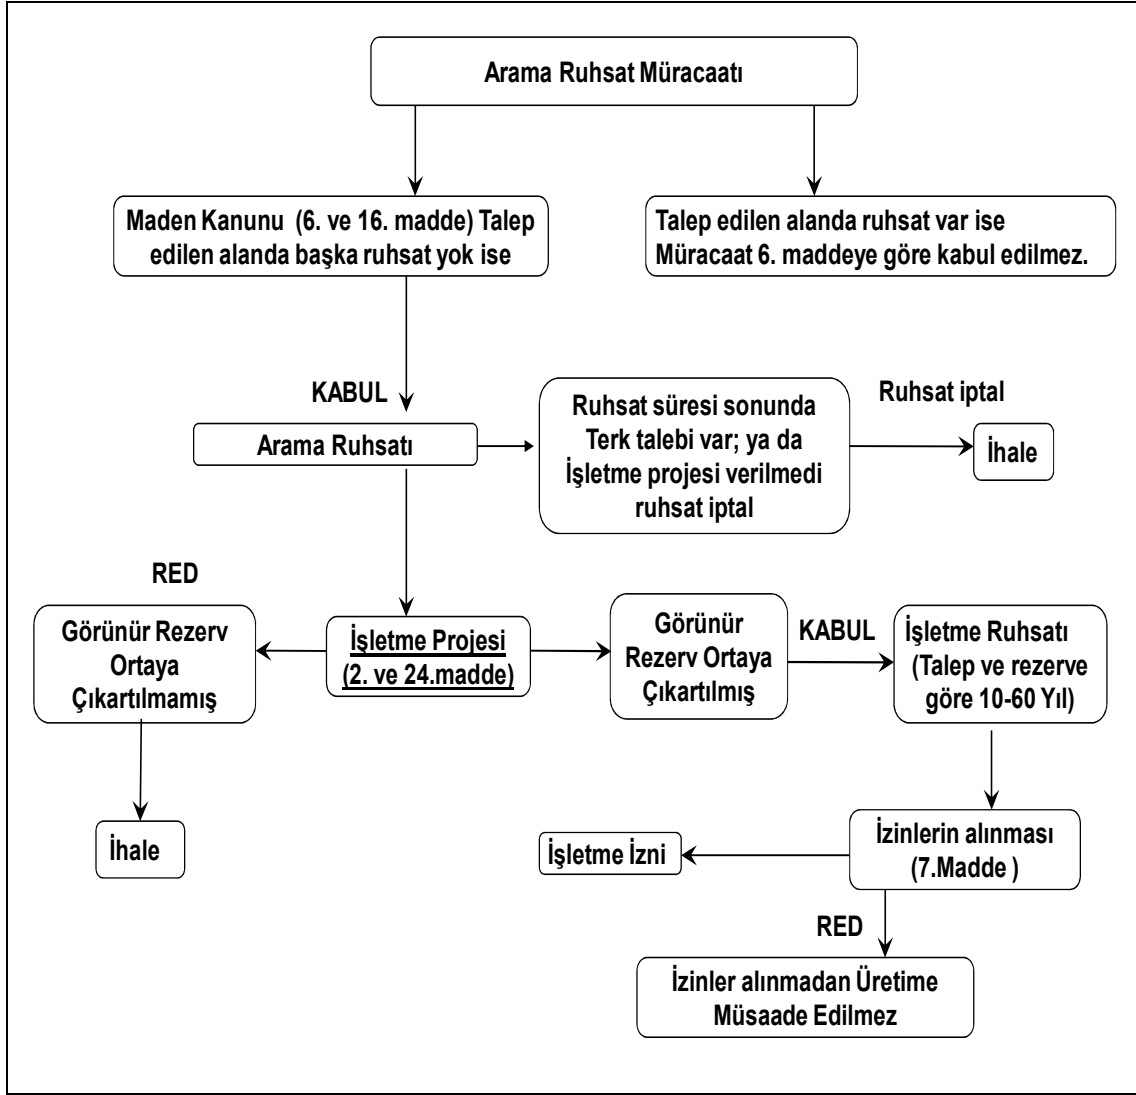 Arama Ruhsat Müracaatı
Maden Kanunu (6. ve 16. madde) Talep
edilen alanda başka ruhsat yok ise
Talep edilen alanda ruhsat var ise
Müracaat 6. maddeye göre kabul edilmez.
KABUL
Arama Ruhsatı
Ruhsat süresi sonunda
Terk talebi var; ya da
İşletme projesi verilmedi
ruhsat iptal
Ruhsat iptal
İhale
RED
Görünür Rezerv
Ortaya
Çıkartılmamış
İşletme Projesi
(2. ve 24.madde)
Görünür
Rezerv Ortaya
Çıkartılmış
KABUL
İşletme Ruhsatı
(Talep ve rezerve
göre 10-60 Yıl)
İhale
İşletme İzni
İzinlerin alınması
(7.Madde )
RED
İzinler alınmadan Üretime
Müsaade Edilmez